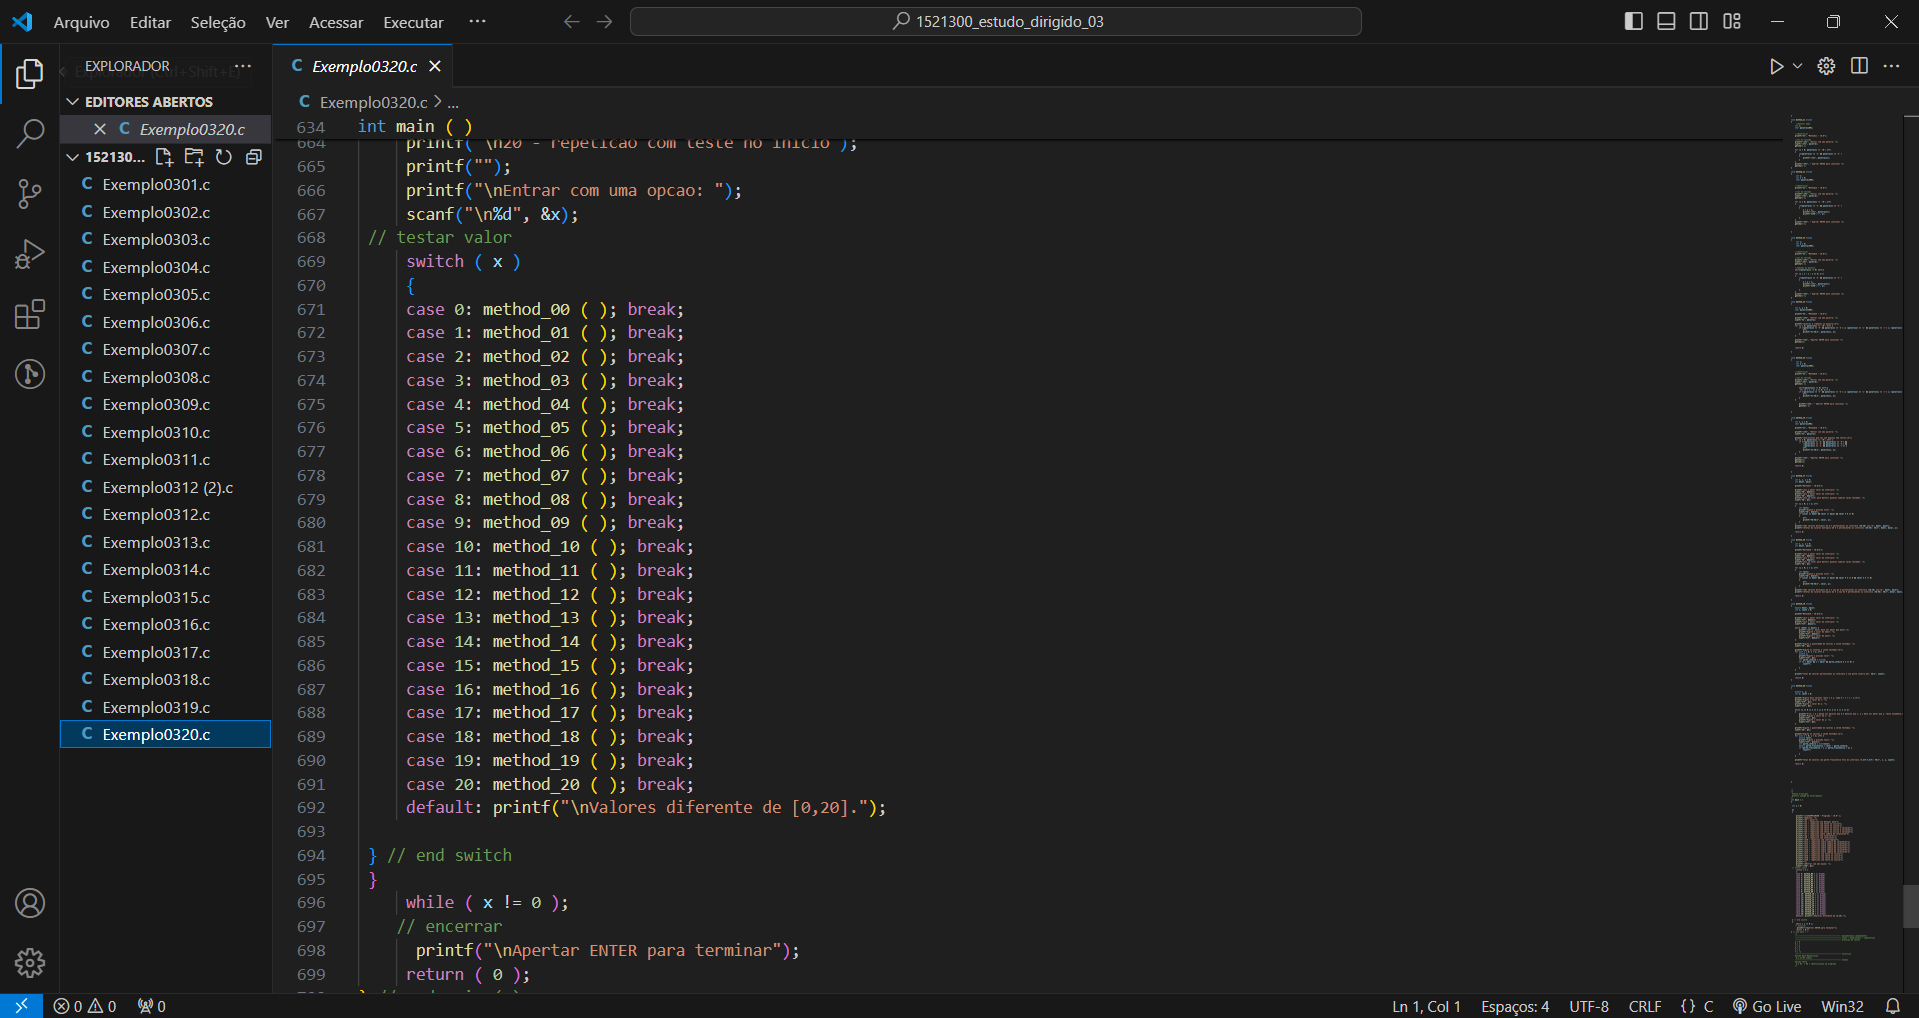 Arquivo Editar Seleção Ver Acessar Executar ···
1521300_estudo_dirigido_03
EXPLORADOR ···
EDITORES ABERTOS
C Exemplo0320.c
152130...
C Exemplo0301.c
C Exemplo0302.c
C Exemplo0303.c
C Exemplo0304.c
C Exemplo0305.c
C Exemplo0306.c
C Exemplo0307.c
C Exemplo0308.c
C Exemplo0309.c
C Exemplo0310.c
C Exemplo0311.c
C Exemplo0312 (2).c
C Exemplo0312.c
C Exemplo0313.c
C Exemplo0314.c
C Exemplo0315.c
C Exemplo0316.c
C Exemplo0317.c
C Exemplo0318.c
C Exemplo0319.c
C Exemplo0320.c
C Exemplo0320.c
C Exemplo0320.c > ...
634 int main ( )
664 printf("\n20 - repeticao com teste no inicio");
665 printf("");
666 printf("\nEntrar com uma opcao: ");
667 scanf("\n%d", &x);
668 // testar valor
669 switch ( x )
670 {
671 case 0: method_00 ( ); break;
672 case 1: method_01 ( ); break;
673 case 2: method_02 ( ); break;
674 case 3: method_03 ( ); break;
675 case 4: method_04 ( ); break;
676 case 5: method_05 ( ); break;
677 case 6: method_06 ( ); break;
678 case 7: method_07 ( ); break;
679 case 8: method_08 ( ); break;
680 case 9: method_09 ( ); break;
681 case 10: method_10 ( ); break;
682 case 11: method_11 ( ); break;
683 case 12: method_12 ( ); break;
684 case 13: method_13 ( ); break;
685 case 14: method_14 ( ); break;
686 case 15: method_15 ( ); break;
687 case 16: method_16 ( ); break;
688 case 17: method_17 ( ); break;
689 case 18: method_18 ( ); break;
690 case 19: method_19 ( ); break;
691 case 20: method_20 ( ); break;
692 default: printf("\nValores diferente de [0,20].");
693
694 } // end switch
695 }
696 while ( x != 0 );
697 // encerrar
698 printf("\nApertar ENTER para terminar");
699 return ( 0 );
0 0 0
Ln 1, Col 1 Espaços: 4 UTF-8 CRLF {} C Go Live Win32